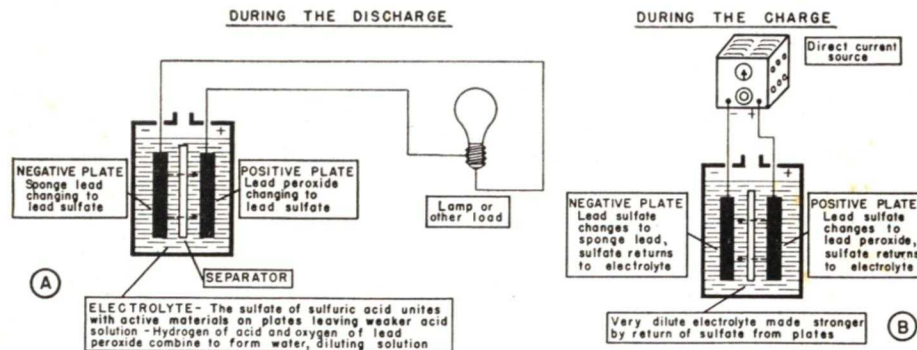 DURING THE DISCHARGE
- +
NEGATIVE PLATE
Sponge lead
changing to
lead sulfate
POSITIVE PLATE
Lead peroxide
changing to
lead sulfate
Lamp or
other load
SEPARATOR
A
ELECTROLYTE- The sulfate of sulfuric acid unites
with active materials on plates leaving weaker acid
solution - Hydrogen of acid and oxygen of lead
peroxide combine to form water, diluting solution
DURING THE CHARGE
Direct current
source
- +
- +
NEGATIVE PLATE
Lead sulfate
changes to
sponge lead,
sulfate returns
to electrolyte
POSITIVE PLATE
Lead sulfate
changes to
lead peroxide,
sulfate returns
to electrolyte
Very dilute electrolyte made stronger
by return of sulfate from plates
B